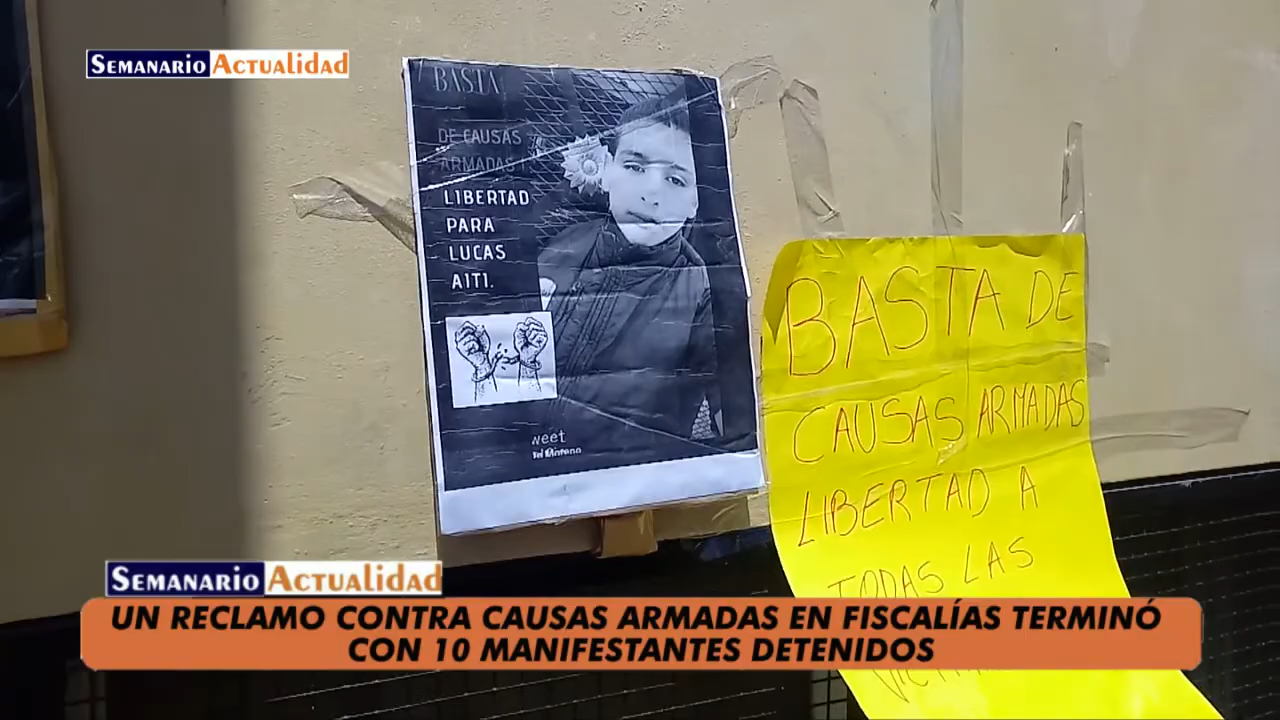 SEMANARIO ACTUALIDAD
BASTA
DE CAUSAS
ARMADAS !
LIBERTAD
PARA
LUCAS
AITI.
BASTA DE
CAUSAS ARMADAS
LIBERTAD A
TODAS LAS
SEMANARIO ACTUALIDAD
UN RECLAMO CONTRA CAUSAS ARMADAS EN FISCALÍAS TERMINÓ
CON 10 MANIFESTANTES DETENIDOS